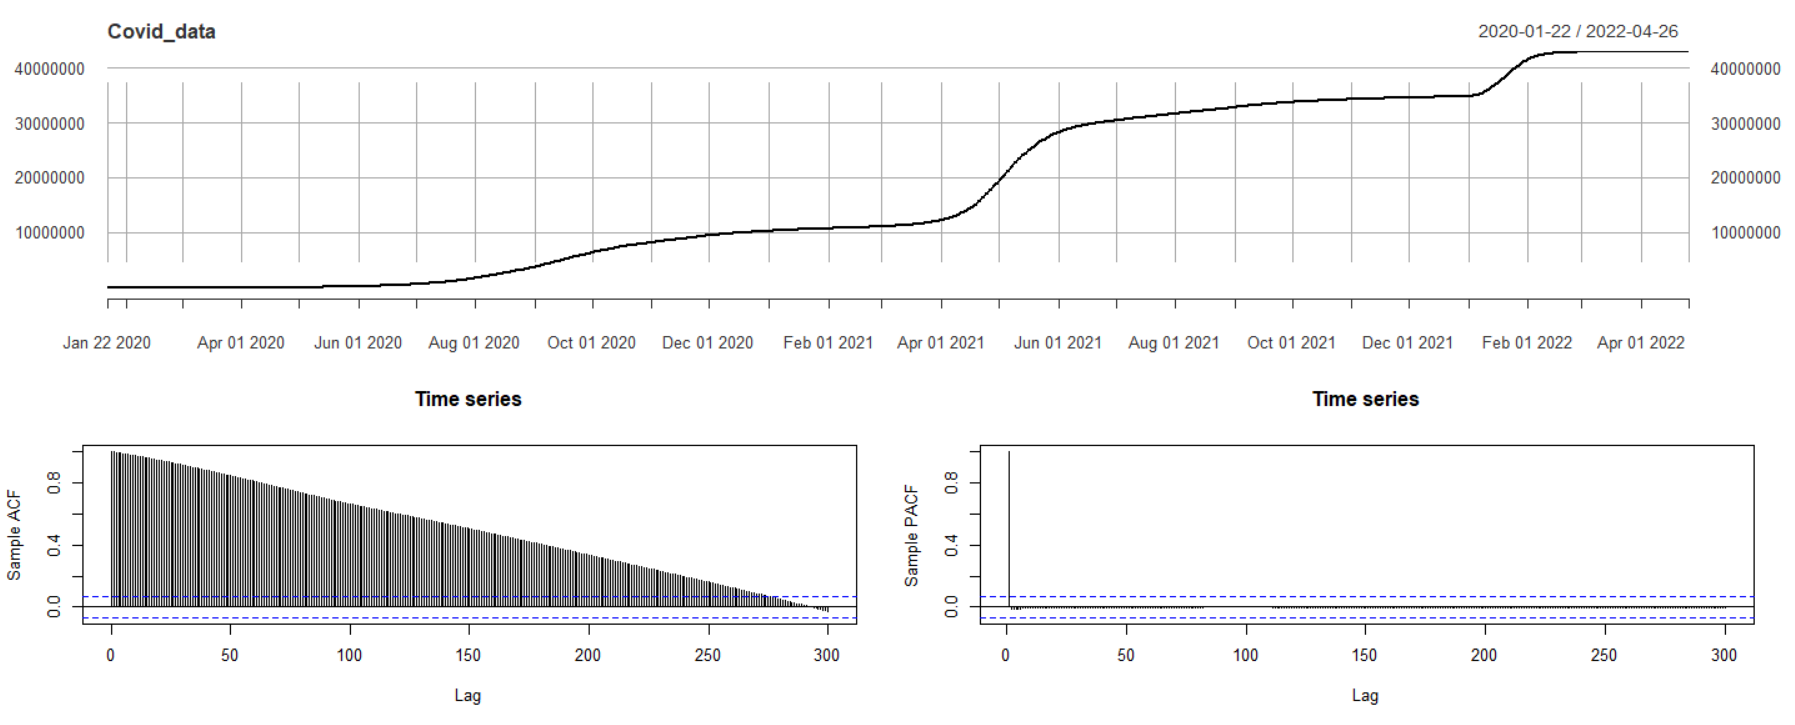 Covid_data 2020-01-22 / 2022-04-26
40000000 40000000
30000000 30000000
20000000 20000000
10000000 10000000
Jan 22 2020 Apr 01 2020 Jun 01 2020 Aug 01 2020 Oct 01 2020 Dec 01 2020 Feb 01 2021 Apr 01 2021 Jun 01 2021 Aug 01 2021 Oct 01 2021 Dec 01 2021 Feb 01 2022 Apr 01 2022
Time series
Sample ACF
0.8
0.4
0.0
0 50 100 150 200 250 300
Lag
Time series
Sample PACF
0.8
0.4
0.0
0 50 100 150 200 250 300
Lag